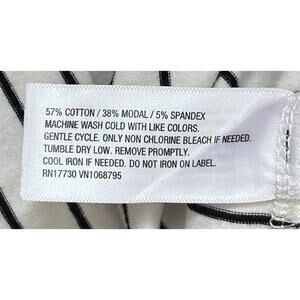 57% COTTON / 38% MODAL / 5% SPANDEX
MACHINE WASH COLD WITH LIKE COLORS.
GENTLE CYCLE. ONLY NON CHLORINE BLEACH IF NEEDED.
TUMBLE DRY LOW. REMOVE PROMPTLY.
COOL IRON IF NEEDED. DO NOT IRON ON LABEL.
RN17730 VN1068795